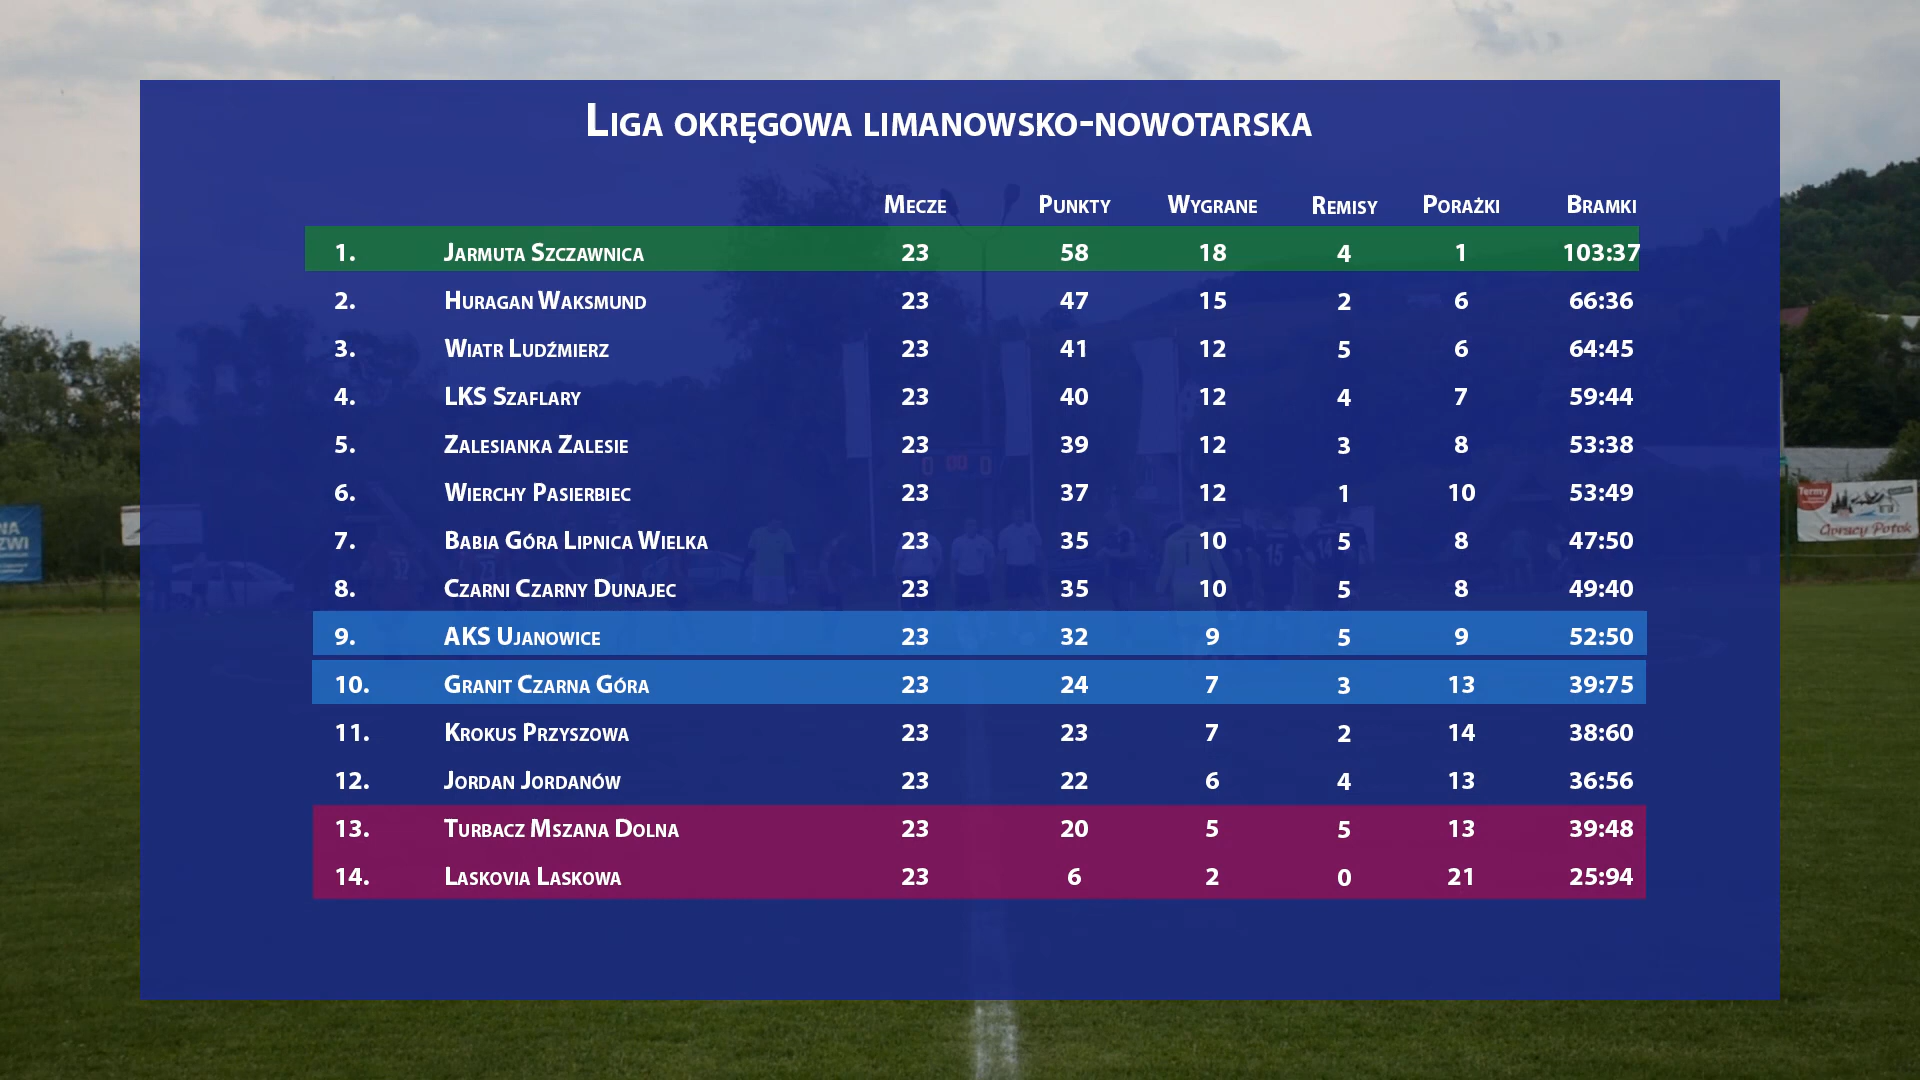 Liga okręgowa limanowsko-nowotarska
Mecze Punkty Wygrane Remisy Porażki Bramki
1. Jarmuta Szczawnica 23 58 18 4 1 103:37
2. Huragan Waksmund 23 47 15 2 6 66:36
3. Wiatr Ludźmierz 23 41 12 5 6 64:45
4. LKS Szaflary 23 40 12 4 7 59:44
5. Zalesianka Zalesie 23 39 12 3 8 53:38
6. Wierchy Pasierbiec 23 37 12 1 10 53:49
7. Babia Góra Lipnica Wielka 23 35 10 5 8 47:50
8. Czarni Czarny Dunajec 23 35 10 5 8 49:40
9. AKS Ujanowice 23 32 9 5 9 52:50
10. Granit Czarna Góra 23 24 7 3 13 39:75
11. Krokus Przyszowa 23 23 7 2 14 38:60
12. Jordan Jordanów 23 22 6 4 13 36:56
13. Turbacz Mszana Dolna 23 20 5 5 13 39:48
14. Laskovia Laskowa 23 6 2 0 21 25:94
Termy
Gorący Potok